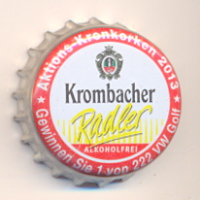 ★ Aktions-Kronkorken 2013 ★
Krombacher
Radler
ALKOHOLFREI
Gewinnen Sie 1 von 222 VW Golf